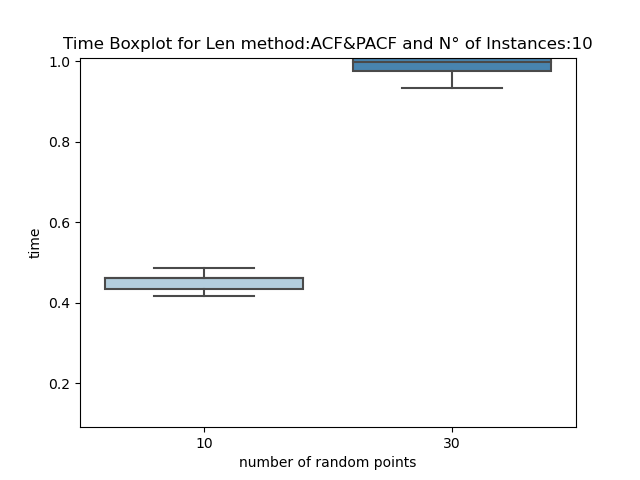 Time Boxplot for Len method:ACF&PACF and N° of Instances:10
1.0
0.8
0.6
0.4
0.2
time
10 30
number of random points